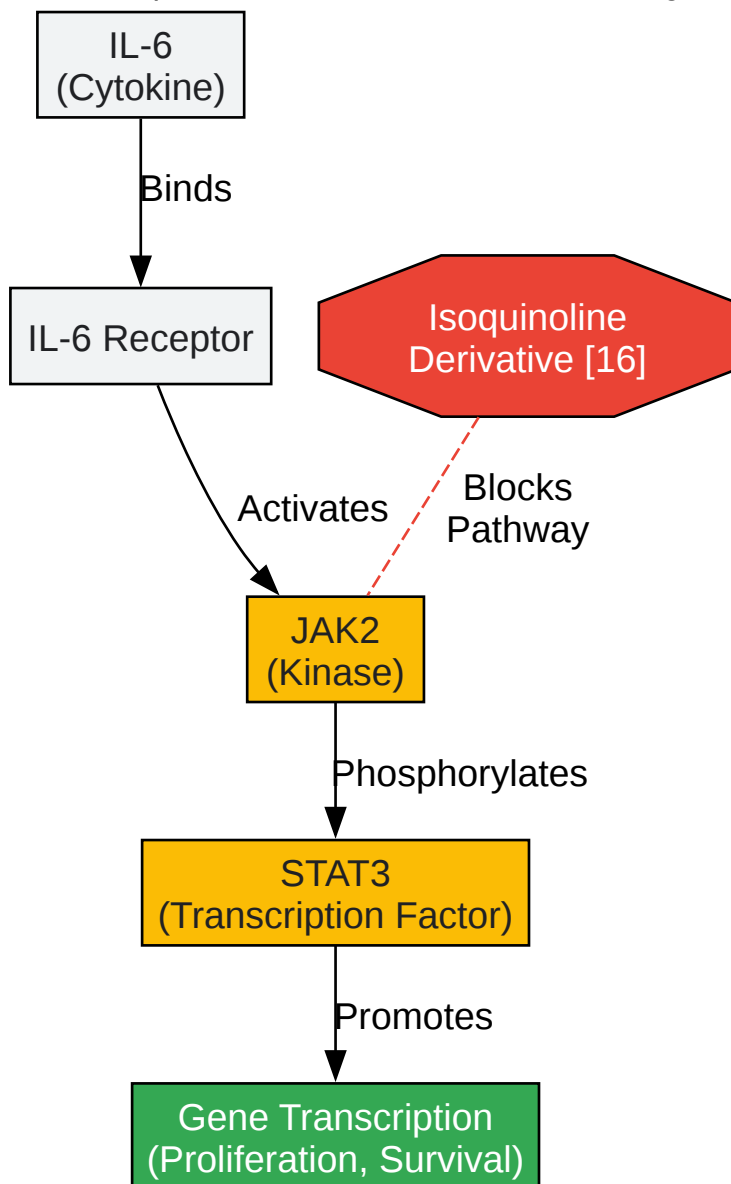 IL-6
(Cytokine)
Binds
IL-6 Receptor
Isoquinoline
Derivative [16]
Activates
Blocks
Pathway
JAK2
(Kinase)
Phosphorylates
STAT3
(Transcription Factor)
Promotes
Gene Transcription
(Proliferation, Survival)